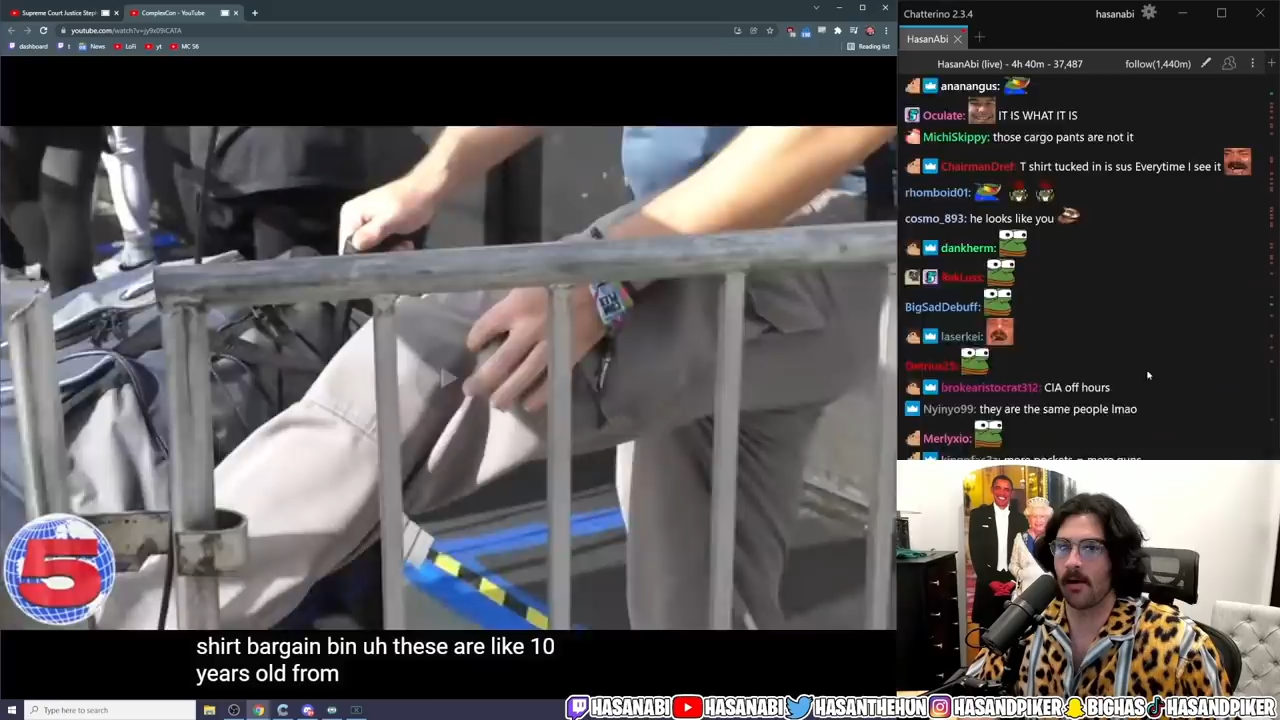 Supreme Court Justice Step
ComplexCon - YouTube
youtube.com/watch?v=jy9x09iCATA
dashboard
t
News
LoFi
yt
MC S6
Reading list
Chatterino 2.3.4
hasanabi
HasanAbi
HasanAbi (live) - 4h 40m - 37,487
follow(1,440m)
ananangus:
Oculate: IT IS WHAT IT IS
MichiSkippy: those cargo pants are not it
ChairmanDref: T shirt tucked in is sus Everytime I see it
rhomboid01:
cosmo_893: he looks like you
dankherm:
RekLuss:
BigSadDebuff:
laserkei:
brokearistocrat312: CIA off hours
Nyinyo99: they are the same people lmao
Merlyxio:
5
shirt bargain bin uh these are like 10
years old from
Type here to search
HASANABI HASANABI HASANTHEHUN HASANDPIKER BIGHAS HASANDPIKER